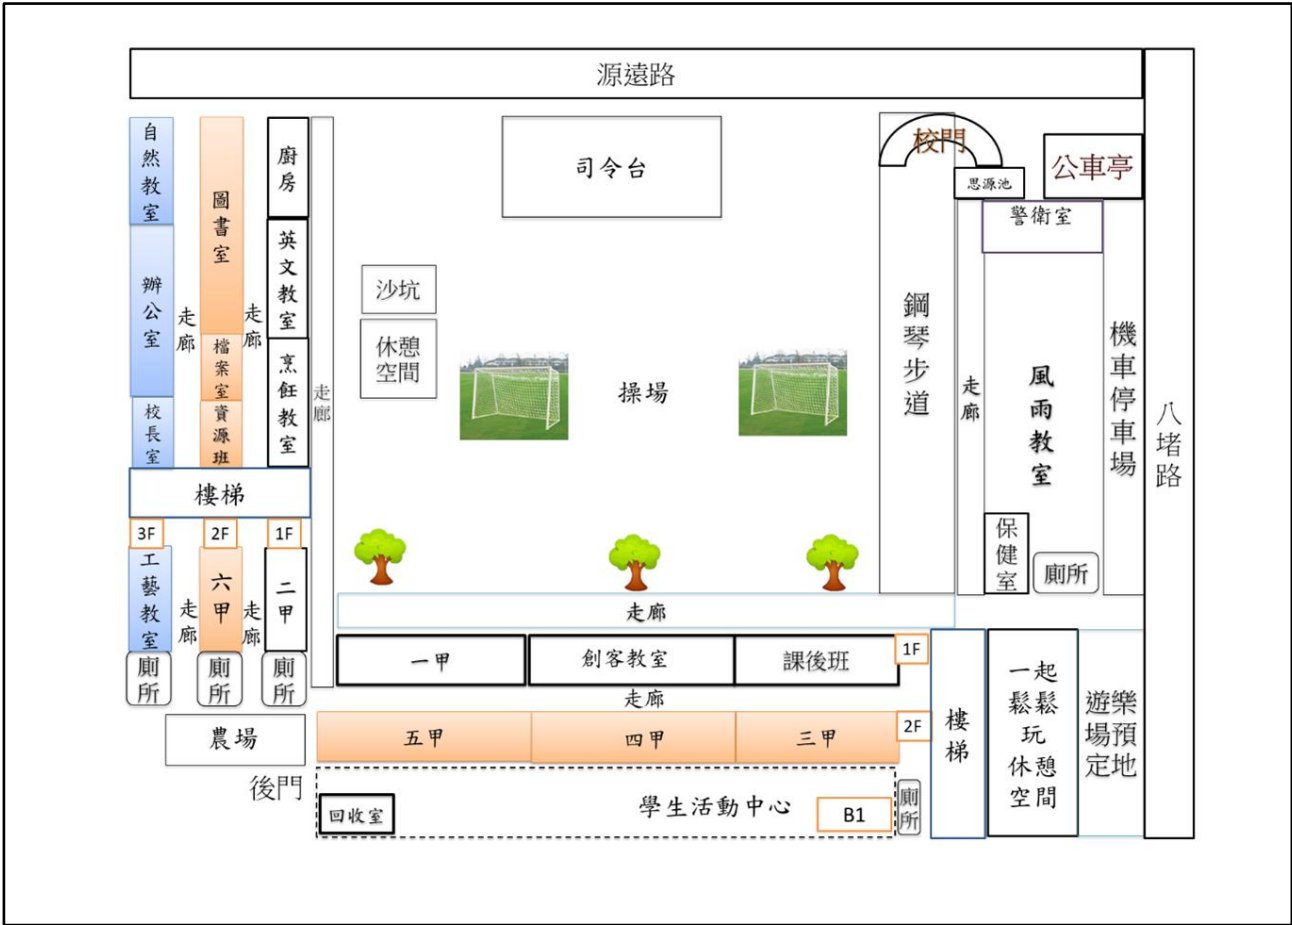 源遠路
自然教室
圖書室
廚房
司令台
校門
思源池
公車亭
警衛室
辦公室
走廊
走廊
英文教室
沙坑
休憩
空間
操場
鋼琴步道
走廊
風雨教室
機車停車場
八堵路
校長室
檔案室
資源班
烹飪教室
走廊
樓梯
3F
2F
1F
工藝教室
走廊
六甲
走廊
二甲
保健室
廁所
走廊
廁所
廁所
廁所
一甲
創客教室
課後班
1F
走廊
農場
五甲
四甲
三甲
2F
樓梯
一起
鬆鬆
玩
休憩
空間
遊樂
場預
定地
後門
回收室
學生活動中心
B1
廁所